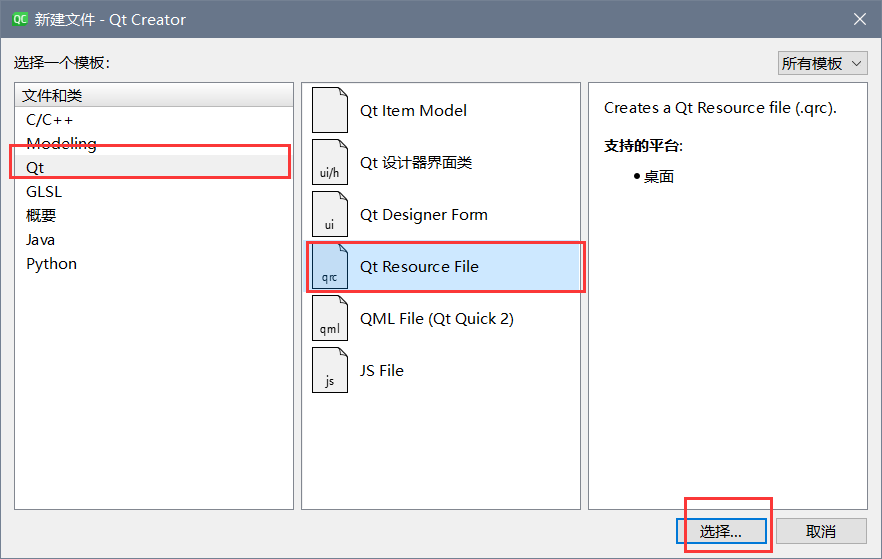 QC 新建文件 - Qt Creator
选择一个模板:
所有模板
文件和类
C/C++
Modeling
Qt
GLSL
概要
Java
Python
Qt Item Model
ui/h
Qt 设计器界面类
ui
Qt Designer Form
qrc
Qt Resource File
qml
QML File (Qt Quick 2)
js
JS File
Creates a Qt Resource file (.qrc).
支持的平台:
• 桌面
选择...
取消